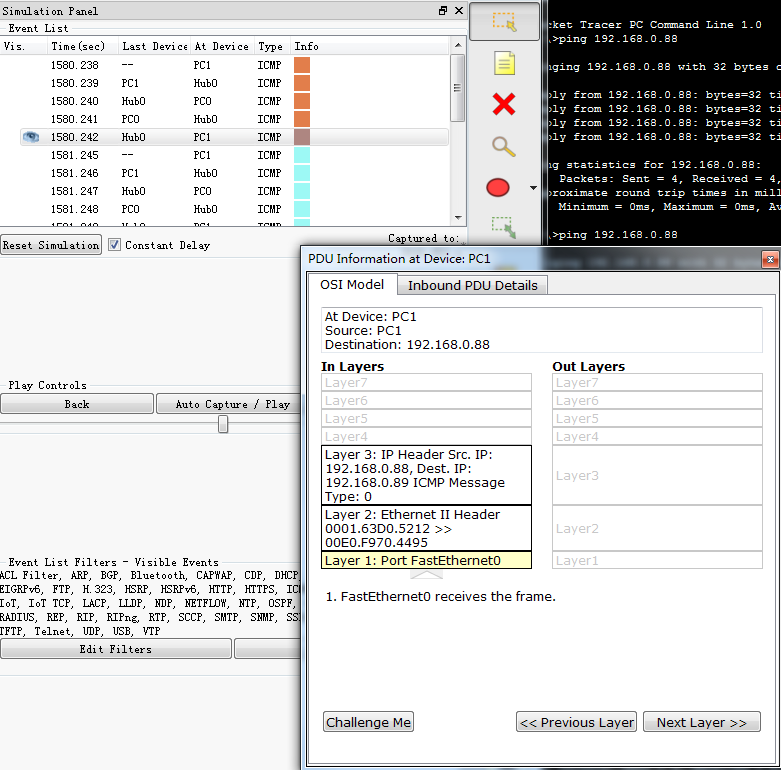 Simulation Panel
Event List
Vis. Time(sec) Last Device At Device Type Info
1580.238 -- PC1 ICMP
1580.239 PC1 Hub0 ICMP
1580.240 Hub0 PC0 ICMP
1580.241 PC0 Hub0 ICMP
1580.242 Hub0 PC1 ICMP
1581.245 -- PC1 ICMP
1581.246 PC1 Hub0 ICMP
1581.247 Hub0 PC0 ICMP
1581.248 PC0 Hub0 ICMP
Reset Simulation Constant Delay
Captured to:
Play Controls
Back Auto Capture / Play
Event List Filters - Visible Events
ACL Filter, ARP, BGP, Bluetooth, CAPWAP, CDP, DHCP
EIGRPv6, FTP, H.323, HSRP, HSRPv6, HTTP, HTTPS, IC
IoT, IoT TCP, LACP, LLDP, NDP, NETFLOW, NTP, OSPF,
RADIUS, REP, RIP, RIPng, RTP, SCCP, SMTP, SNMP, SS
TFTP, Telnet, UDP, USB, VTP
Edit Filters
cket Tracer PC Command Line 1.0
\>ping 192.168.0.88
ging 192.168.0.88 with 32 bytes
ply from 192.168.0.88: bytes=32 ti
ply from 192.168.0.88: bytes=32 ti
ply from 192.168.0.88: bytes=32 ti
ply from 192.168.0.88: bytes=32 ti
ng statistics for 192.168.0.88:
Packets: Sent = 4, Received = 4,
proximate round trip times in mill
Minimum = 0ms, Maximum = 0ms, Av
\>ping 192.168.0.88
PDU Information at Device: PC1
OSI Model Inbound PDU Details
At Device: PC1
Source: PC1
Destination: 192.168.0.88
In Layers
Layer7
Layer6
Layer5
Layer4
Layer 3: IP Header Src. IP:
192.168.0.88, Dest. IP:
192.168.0.89 ICMP Message
Type: 0
Layer 2: Ethernet II Header
0001.63D0.5212 >>
00E0.F970.4495
Layer 1: Port FastEthernet0
Out Layers
Layer7
Layer6
Layer5
Layer4
Layer3
Layer2
Layer1
1. FastEthernet0 receives the frame.
Challenge Me << Previous Layer Next Layer >>